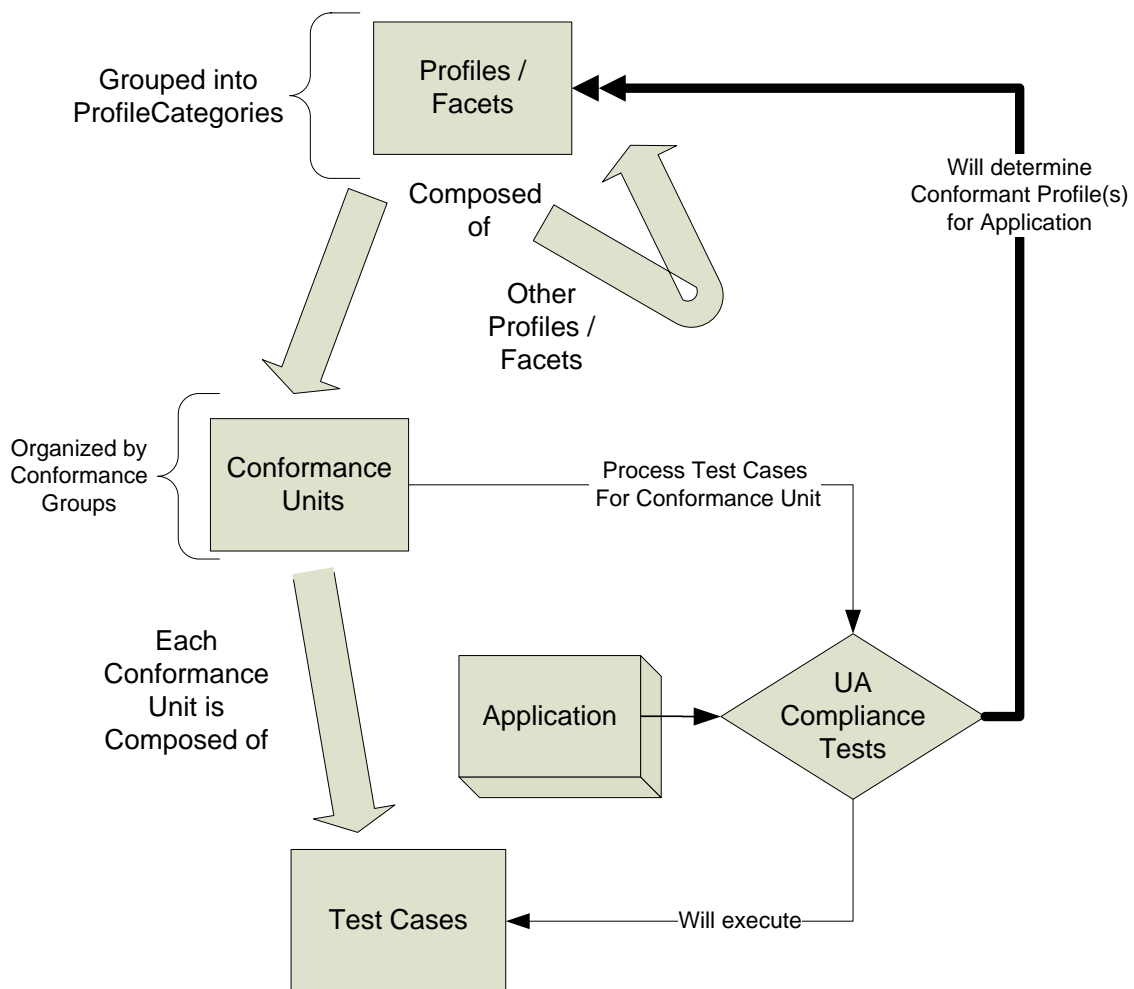 Grouped into
ProfileCategories
Profiles /
Facets
Will determine
Conformant Profile(s)
for Application
Composed
of
Other
Profiles /
Facets
Organized by
Conformance
Groups
Conformance
Units
Process Test Cases
For Conformance Unit
Each
Conformance
Unit is
Composed of
Application
UA
Compliance
Tests
Test Cases
Will execute